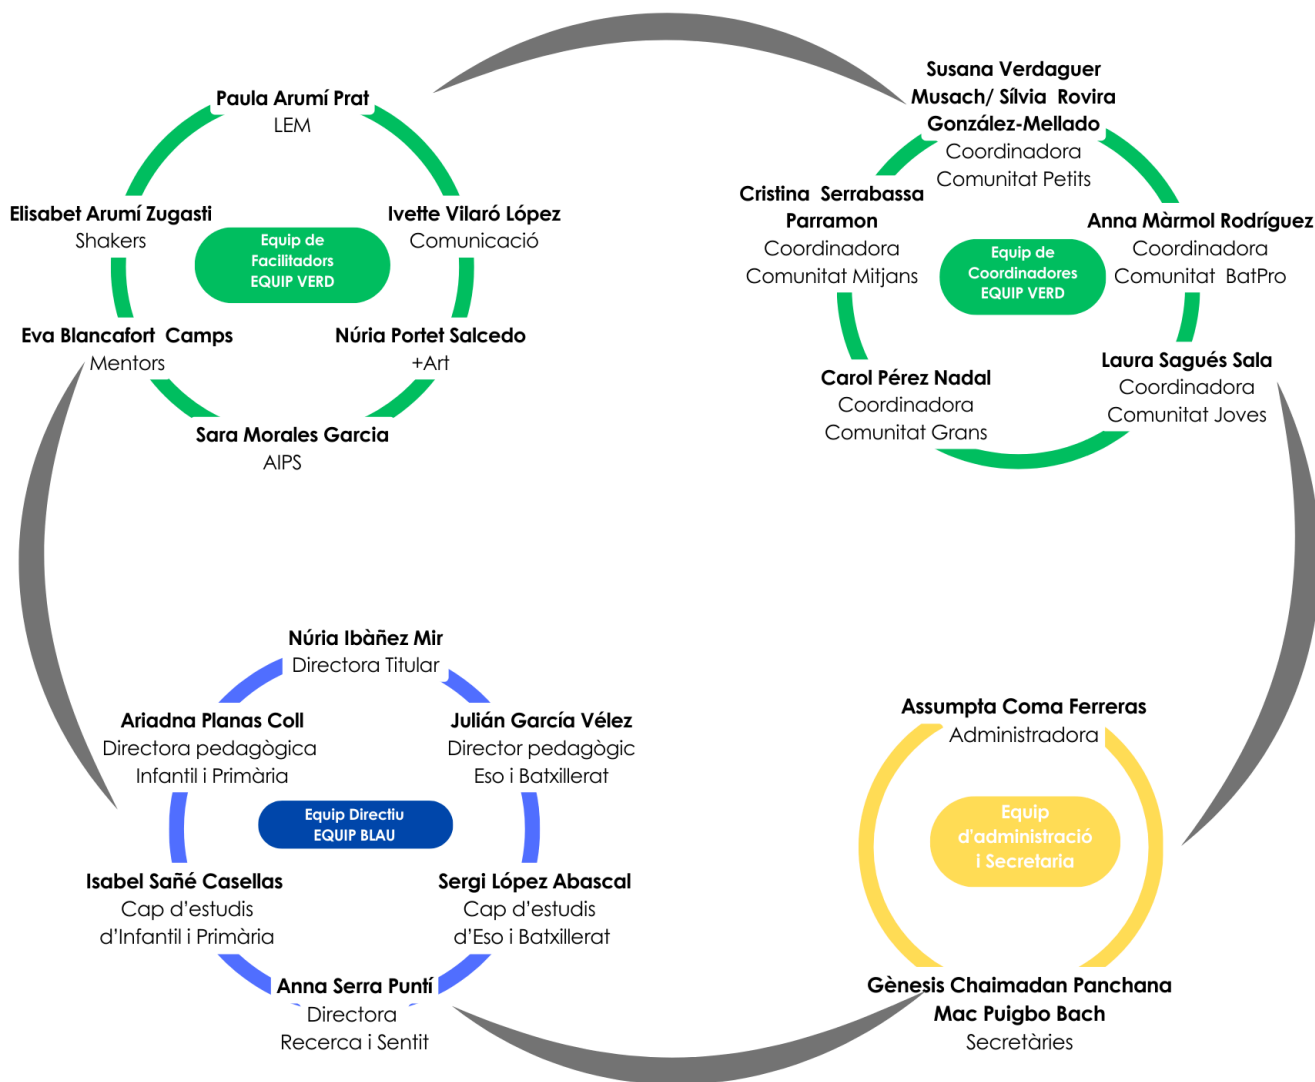 Paula Arumí Prat
LEM
Elisabet Arumí Zugasti
Shakers
Ivette Vilaró López
Comunicació
Equip de
Facilitadors
EQUIP VERD
Eva Blancafort Camps
Mentors
Núria Portet Salcedo
+Art
Sara Morales Garcia
AIPS
Susana Verdaguer
Musach/ Sílvia Rovira
González-Mellado
Coordinadora
Comunitat Petits
Cristina Serrabassa
Parramon
Coordinadora
Comunitat Mitjans
Anna Màrmol Rodríguez
Coordinadora
Comunitat BatPro
Equip de
Coordinadores
EQUIP VERD
Carol Pérez Nadal
Coordinadora
Comunitat Grans
Laura Sagués Sala
Coordinadora
Comunitat Joves
Núria Ibàñez Mir
Directora Titular
Ariadna Planas Coll
Directora pedagògica
Infantil i Primària
Julián García Vélez
Director pedagògic
Eso i Batxillerat
Equip Directiu
EQUIP BLAU
Isabel Sañé Casellas
Cap d'estudis
d'Infantil i Primària
Sergi López Abascal
Cap d'estudis
d'Eso i Batxillerat
Anna Serra Puntí
Directora
Recerca i Sentit
Assumpta Coma Ferreras
Administradora
Equip
d'administració
i Secretaria
Gènesis Chaimadan Panchana
Mac Puigbo Bach
Secretàries